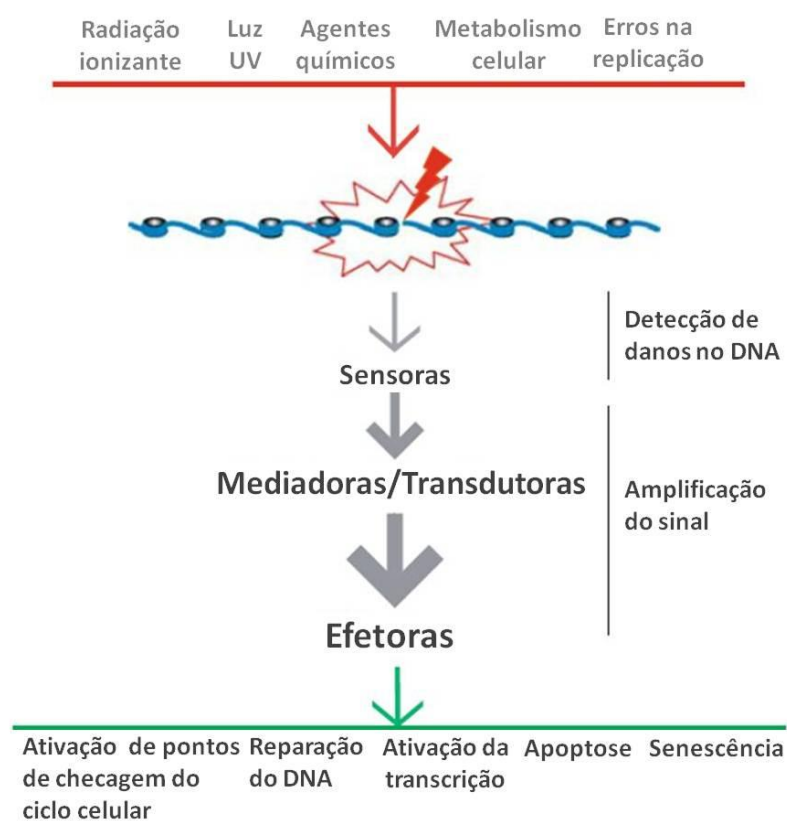 Radiação
ionizante
Luz
UV
Agentes
químicos
Metabolismo
celular
Erros na
replicação
Detecção de
danos no DNA
Sensoras
Mediadoras/Transdutoras
Amplificação
do sinal
Efetoras
Ativação de pontos
de checagem do
ciclo celular
Reparação
do DNA
Ativação da
transcrição
Apoptose
Senescência